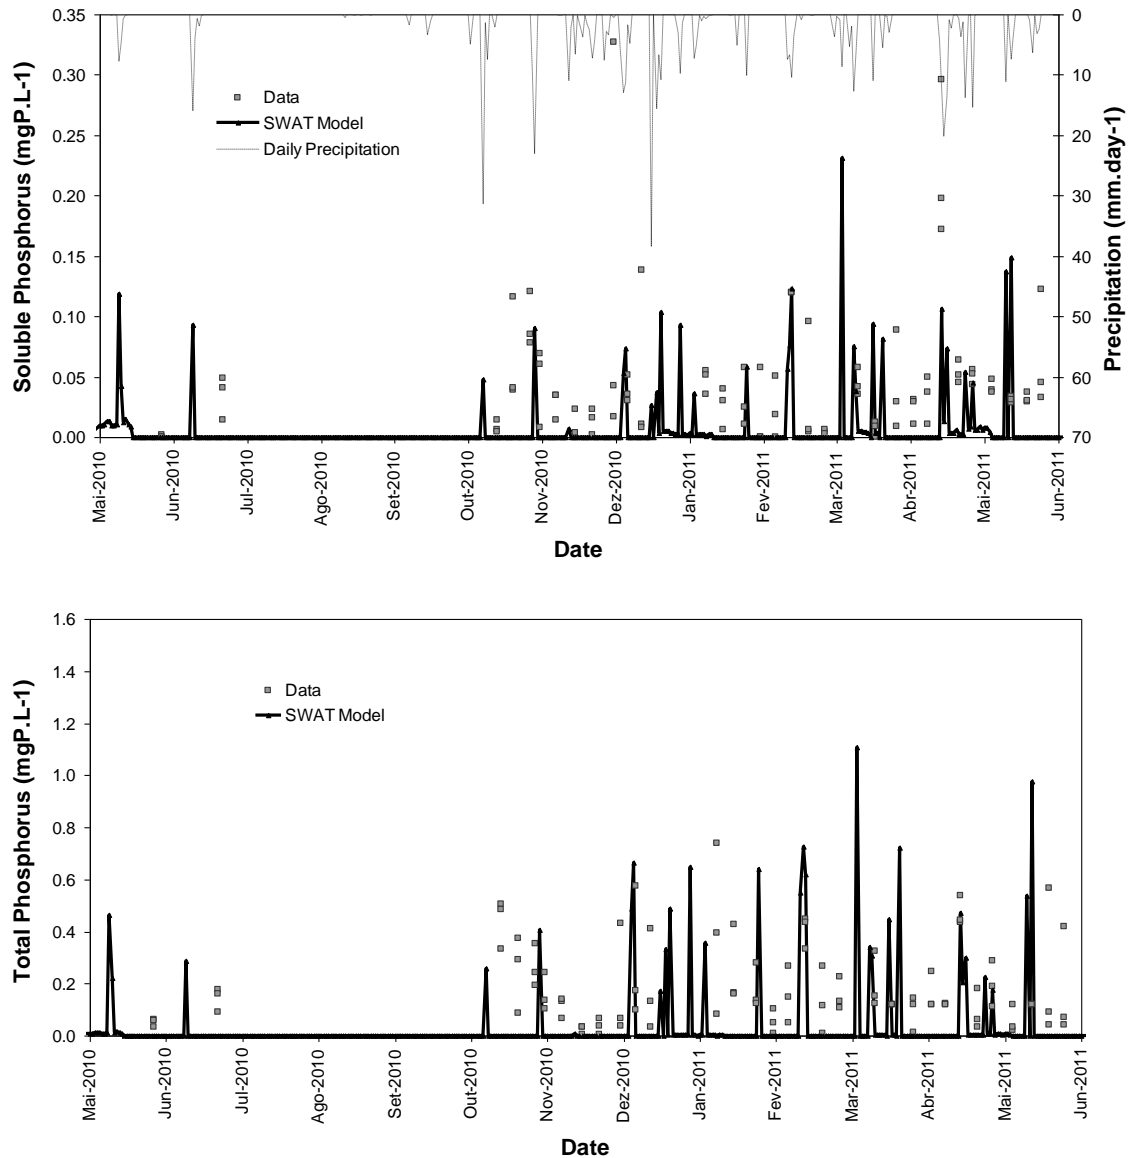 0.35
0.30
0.25
0.20
0.15
0.10
0.05
0.00
Soluble Phosphorus (mgP.L-1)
Data
SWAT Model
Daily Precipitation
0
10
20
30
40
50
60
70
Precipitation (mm.day-1)
Mai-2010
Jun-2010
Jul-2010
Ago-2010
Set-2010
Out-2010
Nov-2010
Dez-2010
Jan-2011
Fev-2011
Mar-2011
Abr-2011
Mai-2011
Jun-2011
Date
1.6
1.4
1.2
1.0
0.8
0.6
0.4
0.2
0.0
Total Phosphorus (mgP.L-1)
Data
SWAT Model
Mai-2010
Jun-2010
Jul-2010
Ago-2010
Set-2010
Out-2010
Nov-2010
Dez-2010
Jan-2011
Fev-2011
Mar-2011
Abr-2011
Mai-2011
Jun-2011
Date